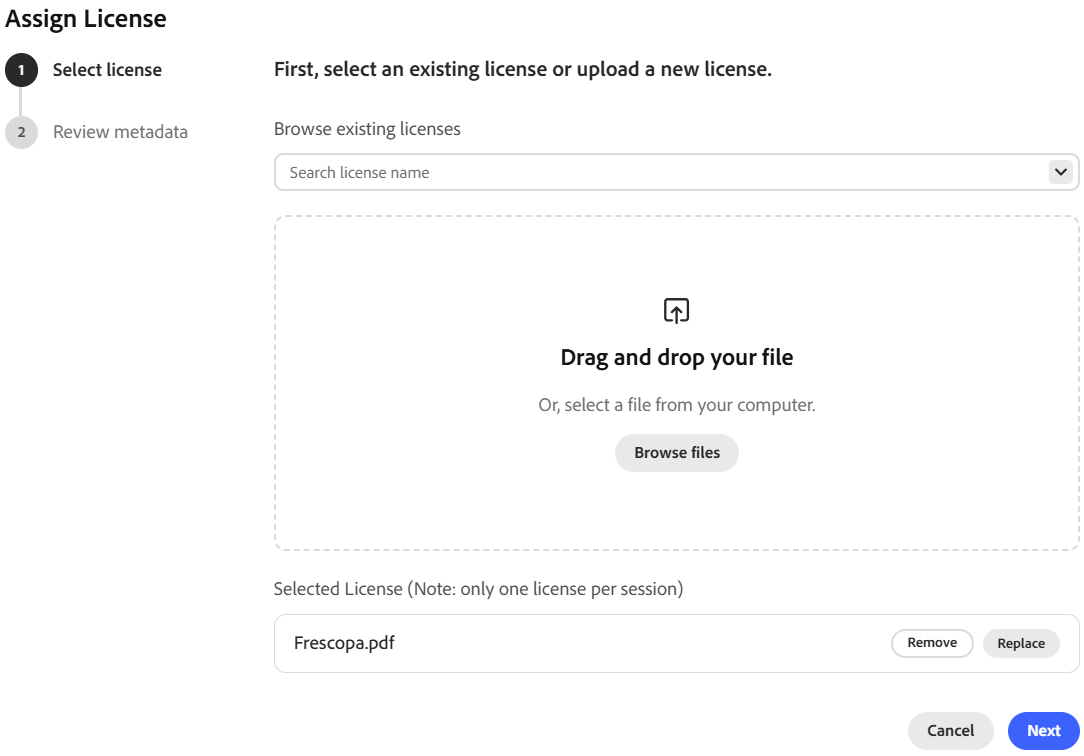 Assign License
1 Select license
2 Review metadata
First, select an existing license or upload a new license.
Browse existing licenses
Search license name
Drag and drop your file
Or, select a file from your computer.
Browse files
Selected License (Note: only one license per session)
Frescopa.pdf
Remove
Replace
Cancel
Next